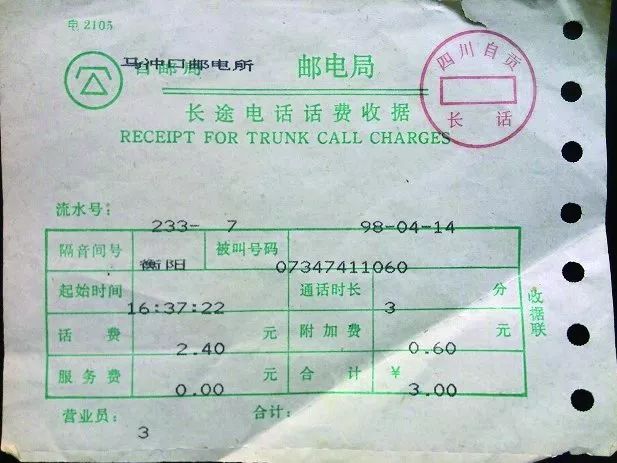 电 2105
马冲口邮电所 邮电局
自邮局
四川自贡
长话
长途电话话费收据
RECEIPT FOR TRUNK CALL CHARGES
流水号:
233- 7 98-04-14
隔音间号 被叫号码
衡阳 07347411060
起始时间 通话时长 分
16:37:22 3
话费 元 附加费 元
2.40 0.60
服务费 元 合计 ¥
0.00 3.00
收据联
营业员: 合计:
3